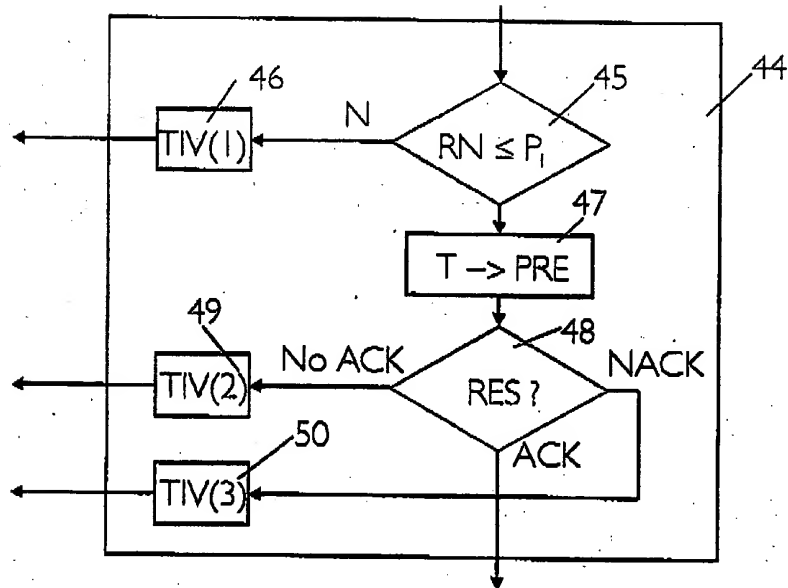 44
45
46
N
TIV(1)
RN ≤ P₁
47
T -> PRE
48
49
No ACK
NACK
TIV(2)
RES ?
50
ACK
TIV(3)